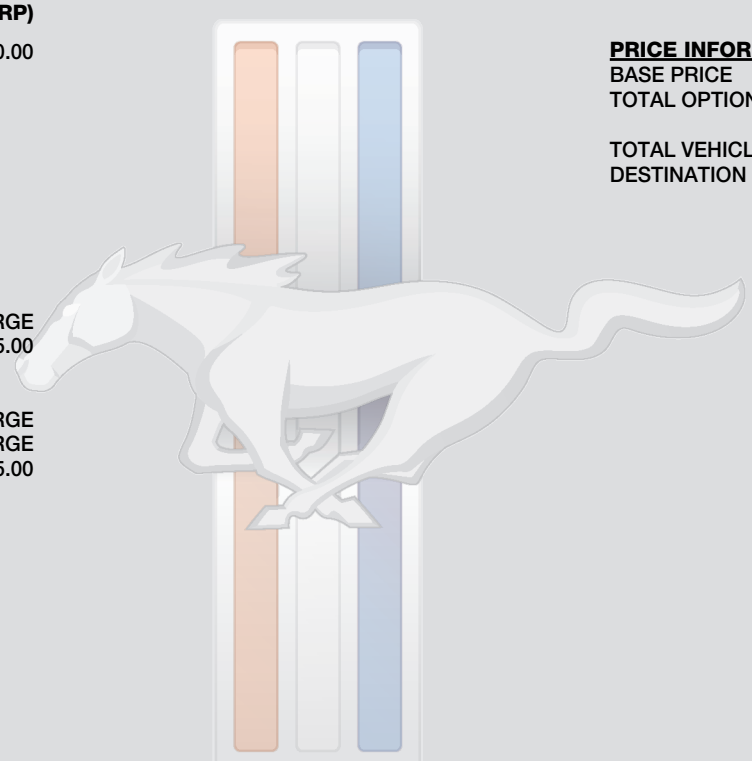 RP)
0.00
RGE
5.00
RGE
RGE
5.00
PRICE INFOR
BASE PRICE
TOTAL OPTION
TOTAL VEHICL
DESTINATION